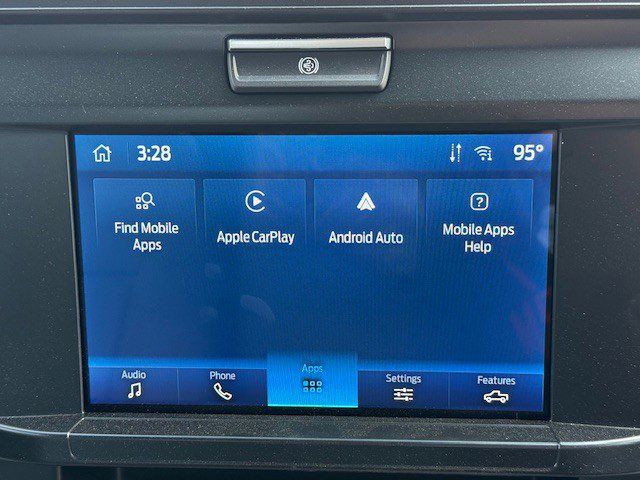 3:28
95°
Find Mobile
Apps
Apple CarPlay
Android Auto
Mobile Apps
Help
Audio
Phone
Apps
Settings
Features